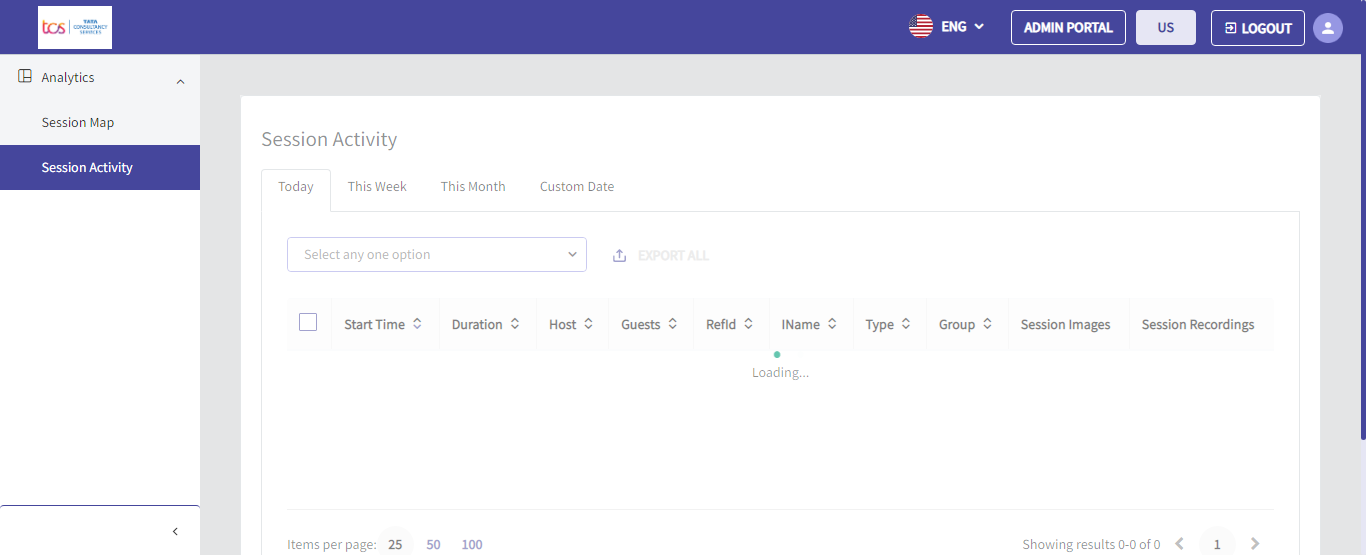 tcs TATA CONSULTANCY SERVICES
ENG
ADMIN PORTAL
US
LOGOUT
Analytics
Session Map
Session Activity
Session Activity
Today This Week This Month Custom Date
Select any one option
EXPORT ALL
Start Time Duration Host Guests RefId IName Type Group Session Images Session Recordings
Loading...
Items per page: 25 50 100
Showing results 0-0 of 0 1